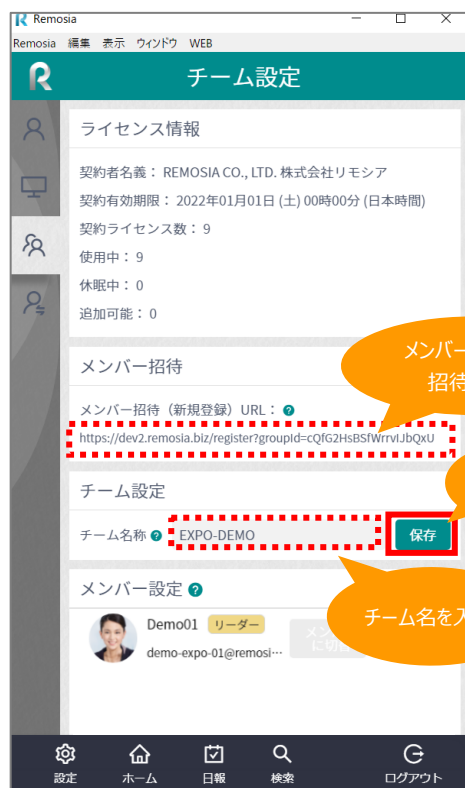 Remosia
Remosia 編集 表示 ウィンドウ WEB
チーム設定
ライセンス情報
契約者名義： REMOSIA CO., LTD. 株式会社リモシア
契約有効期限： 2022年01月01日 (土) 00時00分 (日本時間)
契約ライセンス数： 9
使用中： 9
休眠中： 0
追加可能： 0
メンバー
招待
メンバー招待
メンバー招待（新規登録）URL：
https://dev2.remosia.biz/register?groupId=cQfG2HsBSfWrrvIJbQxU
チーム設定
チーム名称 EXPO-DEMO 保存
メンバー設定
チーム名を入
Demo01 リーダー
demo-expo-01@remosi…
設定 ホーム 日報 検索 ログアウト